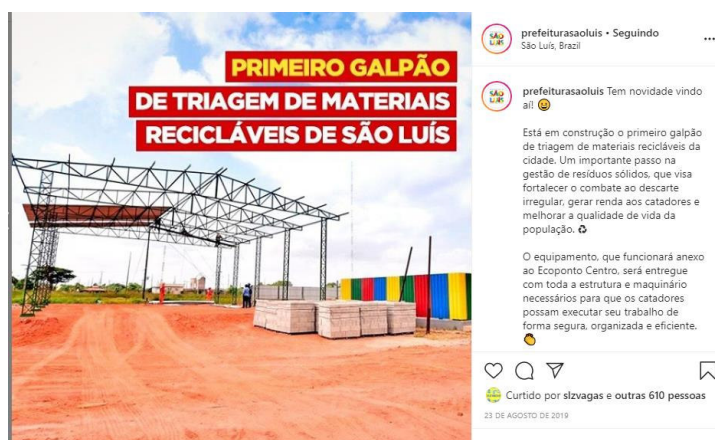 PRIMEIRO GALPÃO
DE TRIAGEM DE MATERIAIS
RECICLÁVEIS DE SÃO LUÍS
SÃO
LUÍS
prefeiturasaoluis • Seguindo
São Luís, Brazil
SÃO
LUÍS
prefeiturasaoluis Tem novidade vindo
aí!
Está em construção o primeiro galpão
de triagem de materiais recicláveis da
cidade. Um importante passo na
gestão de resíduos sólidos, que visa
fortalecer o combate ao descarte
irregular, gerar renda aos catadores e
melhorar a qualidade de vida da
população.
O equipamento, que funcionará anexo
ao Ecoponto Centro, será entregue
com toda a estrutura e maquinário
necessários para que os catadores
possam executar seu trabalho de
forma segura, organizada e eficiente.
Curtido por slzvagas e outras 610 pessoas
23 DE AGOSTO DE 2019